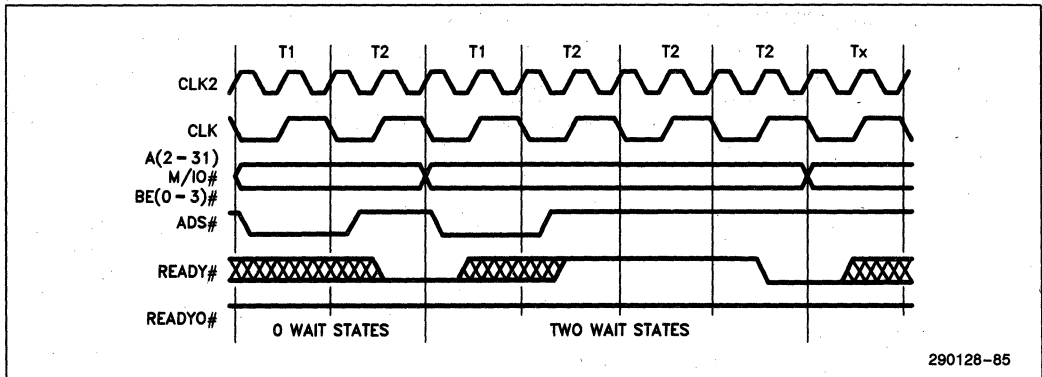 T1 T2 T1 T2 T2 T2 Tx
CLK2
CLK
A(2-31)
M/IO#
BE(0-3)#
ADS#
READY#
READYO#
0 WAIT STATES TWO WAIT STATES
290128-85